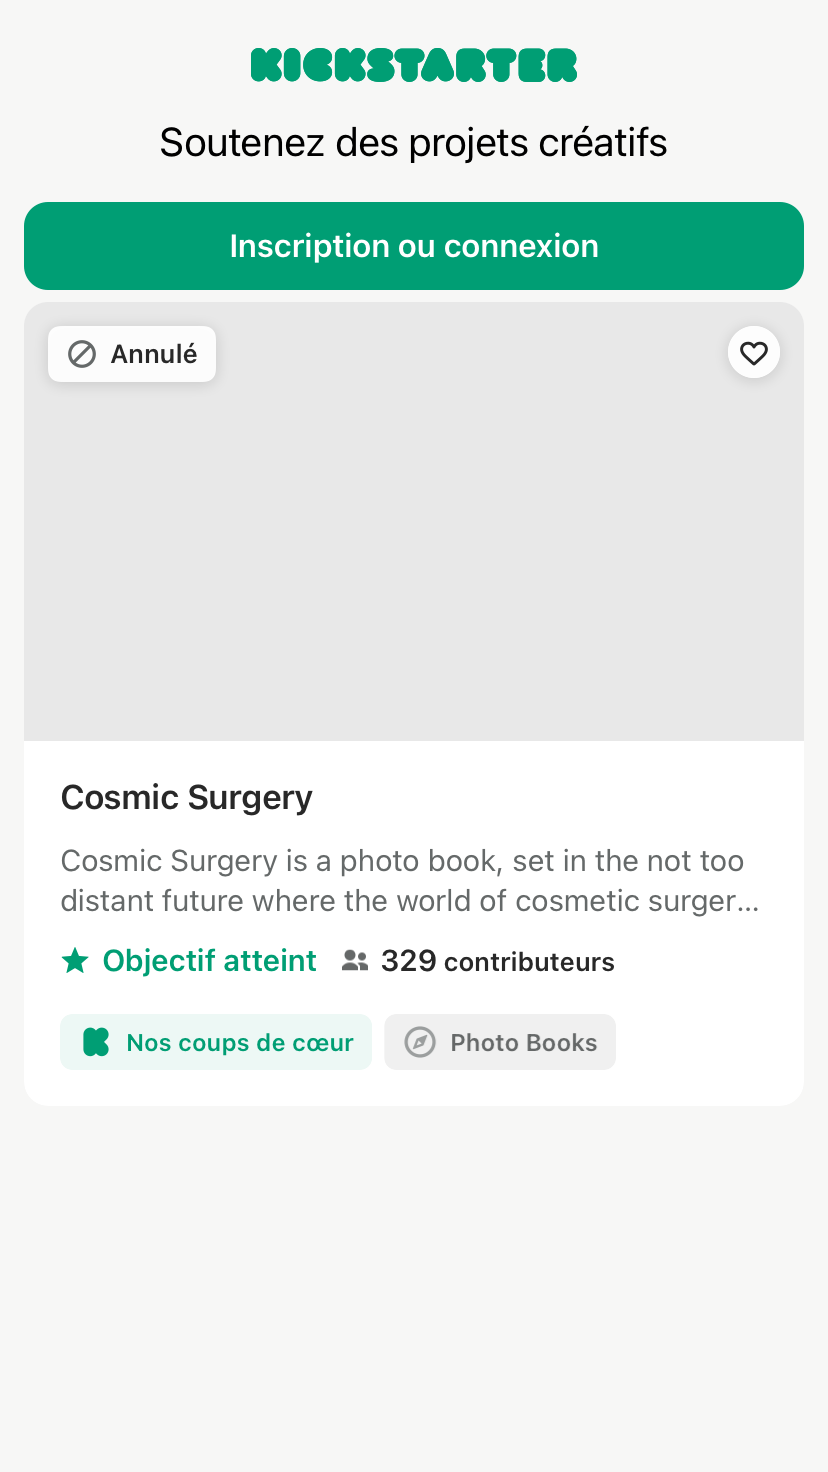 KICKSTARTER
Soutenez des projets créatifs
Inscription ou connexion
Annulé
Cosmic Surgery
Cosmic Surgery is a photo book, set in the not too
distant future where the world of cosmetic surger...
Objectif atteint 329 contributeurs
Nos coups de cœur Photo Books